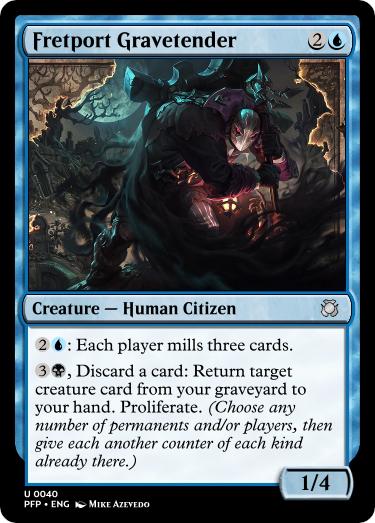 Fretport Gravetender 2
Creature — Human Citizen
2 : Each player mills three cards.
3 , Discard a card: Return target
creature card from your graveyard to
your hand. Proliferate. (Choose any
number of permanents and/or players, then
give each another counter of each kind
already there.)
1/4
U 0040
PFP • ENG Mike Azevedo